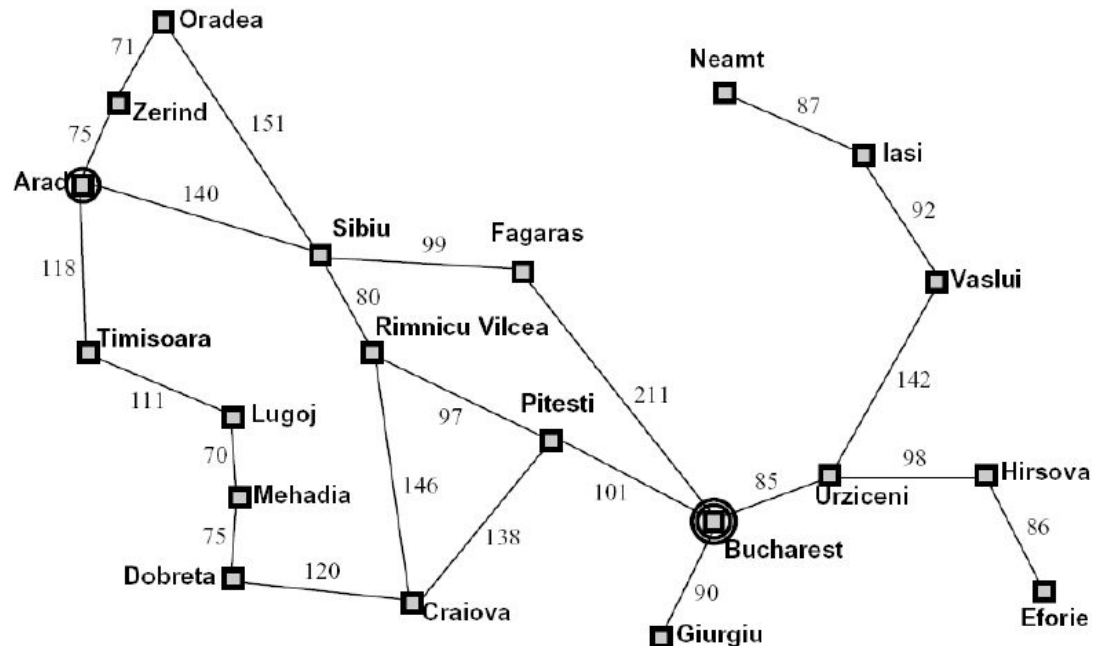 Oradea
71
Neamt
87
Zerind
151
75
Iasi
Arad
140
92
Sibiu
99
Fagaras
118
80
Vaslui
Timisoara
Rimnicu Vilcea
142
211
111
Lugoj
97
Pitesti
70
98
Hirsova
146
101
85
Urziceni
Mehadia
86
75
138
Bucharest
Dobreta
120
90
Craiova
Eforie
Giurgiu